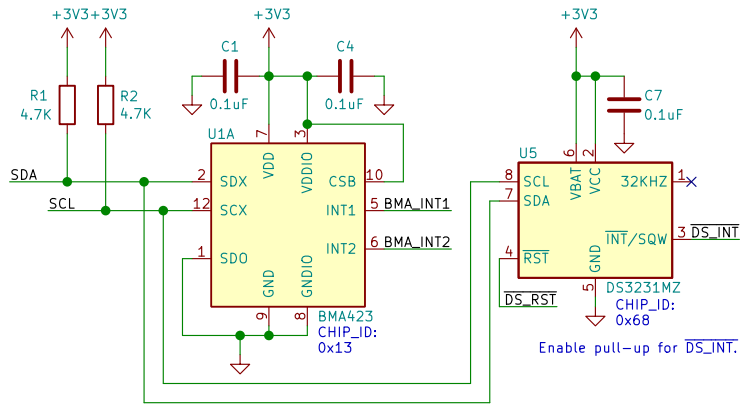 +3V3
+3V3
+3V3
+3V3
C1
0.1uF
C4
0.1uF
C7
0.1uF
R1
4.7K
R2
4.7K
U1A
7
VDD
3
VDDIO
SDA
2
SDX
CSB
10
SCL
12
SCX
INT1
5
BMA_INT1
INT2
6
BMA_INT2
1
SDO
GND
9
GNDIO
8
BMA423
CHIP_ID:
0x13
U5
6
VBAT
2
VCC
8
SCL
32KHZ
1
7
SDA
INT/SQW
3
DS_INT
4
RST
GND
5
DS_RST
DS3231MZ
CHIP_ID:
0x68
Enable pull-up for DS_INT.